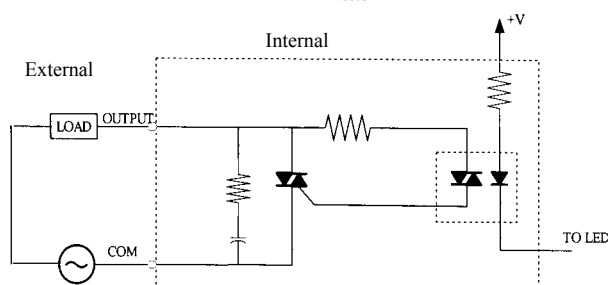 +V
Internal
External
OUTPUT
LOAD
COM
TO LED